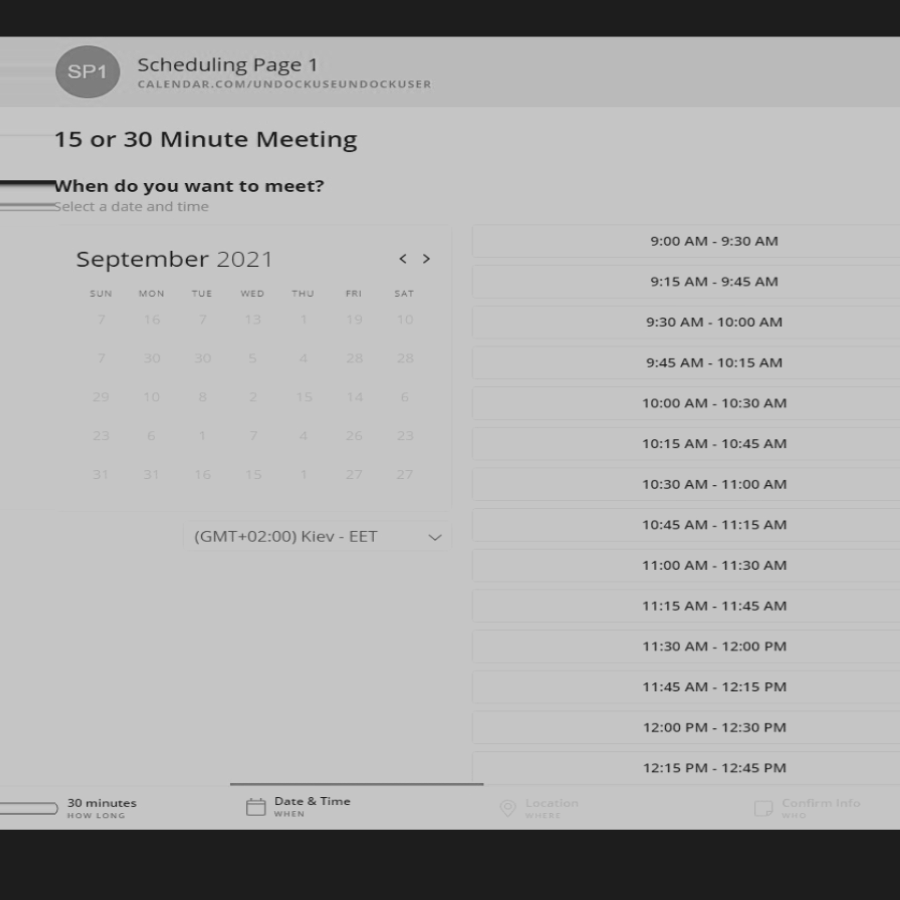 SP1
Scheduling Page 1
CALENDAR.COM/UNDOCKUSEUNDOCKUSER
15 or 30 Minute Meeting
When do you want to meet?
Select a date and time
September 2021
SUN MON TUE WED THU FRI SAT
7 16 7 13 1 19 10
7 30 30 5 4 28 28
29 10 8 2 15 14 6
23 6 1 7 4 26 23
31 31 16 15 1 27 27
(GMT+02:00) Kiev - EET
9:00 AM - 9:30 AM
9:15 AM - 9:45 AM
9:30 AM - 10:00 AM
9:45 AM - 10:15 AM
10:00 AM - 10:30 AM
10:15 AM - 10:45 AM
10:30 AM - 11:00 AM
10:45 AM - 11:15 AM
11:00 AM - 11:30 AM
11:15 AM - 11:45 AM
11:30 AM - 12:00 PM
11:45 AM - 12:15 PM
12:00 PM - 12:30 PM
12:15 PM - 12:45 PM
30 minutes
HOW LONG
Date & Time
WHEN
Location
WHERE
Confirm Info
WHO